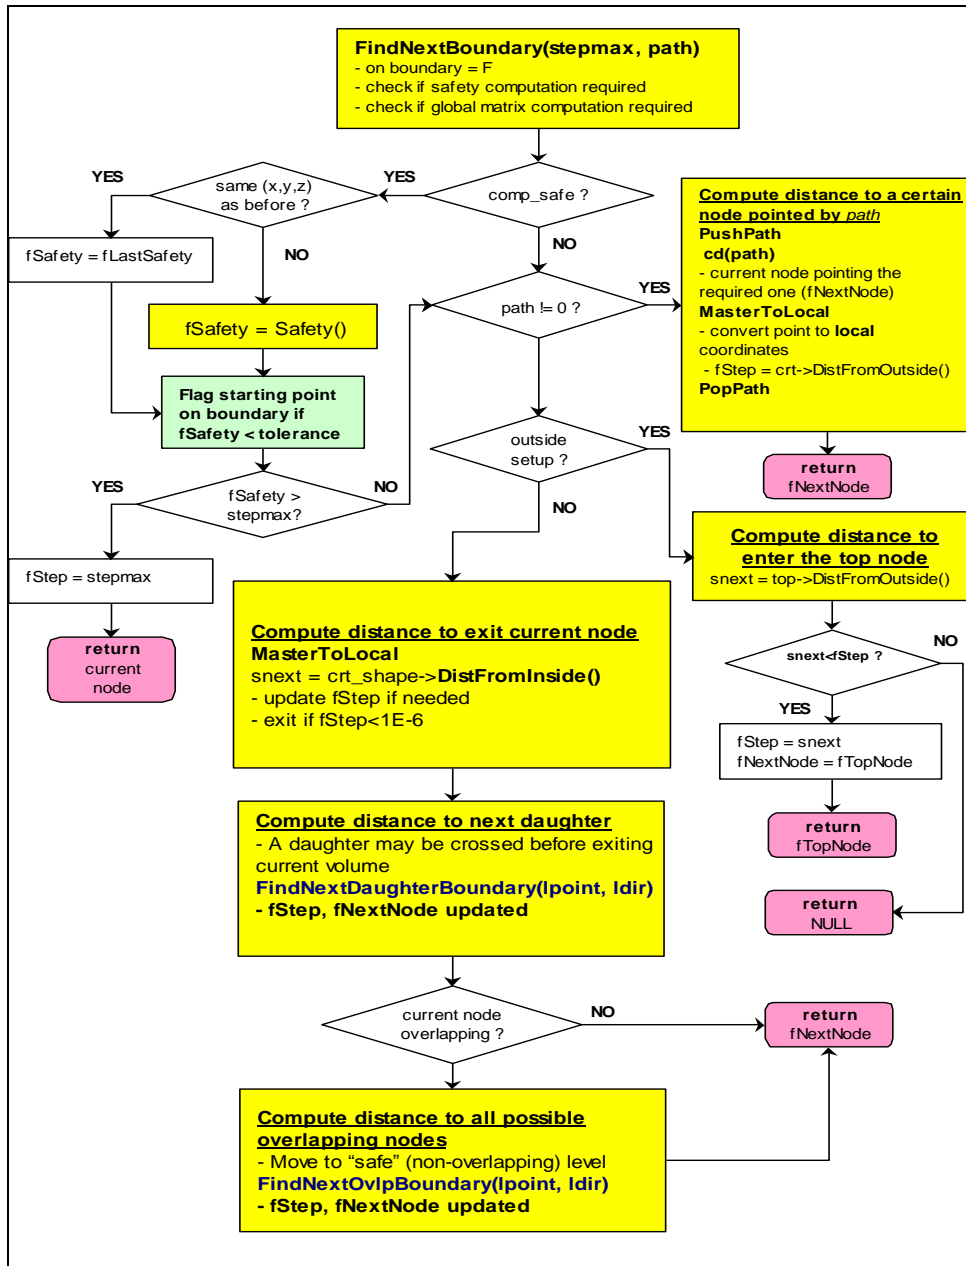 FindNextBoundary(stepmax, path)
- on boundary = F
- check if safety computation required
- check if global matrix computation required
YES
same (x,y,z)
as before ?
YES
comp_safe ?
NO
fSafety = fLastSafety
NO
fSafety = Safety()
Flag starting point
on boundary if
fSafety < tolerance
YES
fSafety >
stepmax?
NO
fStep = stepmax
return
current
node
path != 0 ?
YES
Compute distance to a certain
node pointed by path
PushPath
cd(path)
- current node pointing the
required one (fNextNode)
MasterToLocal
- convert point to local
coordinates
- fStep = crt->DistFromOutside()
PopPath
return
fNextNode
outside
setup ?
YES
NO
Compute distance to
enter the top node
snext = top->DistFromOutside()
snext<fStep ?
NO
YES
fStep = snext
fNextNode = fTopNode
return
fTopNode
return
NULL
Compute distance to exit current node
MasterToLocal
snext = crt_shape->DistFromInside()
- update fStep if needed
- exit if fStep<1E-6
Compute distance to next daughter
- A daughter may be crossed before exiting
current volume
FindNextDaughterBoundary(lpoint, ldir)
- fStep, fNextNode updated
current node
overlapping ?
NO
return
fNextNode
Compute distance to all possible
overlapping nodes
- Move to “safe” (non-overlapping) level
FindNextOvlpBoundary(lpoint, ldir)
- fStep, fNextNode updated